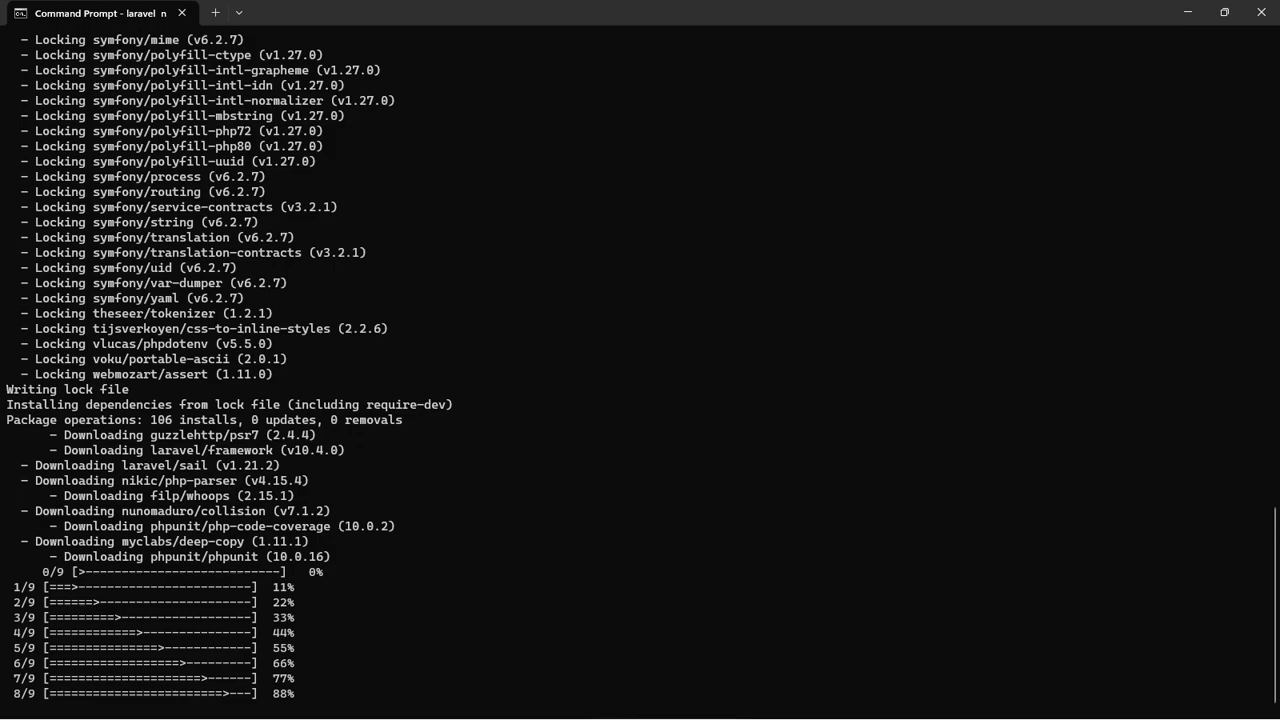 Command Prompt - laravel n
- Locking symfony/mime (v6.2.7)
- Locking symfony/polyfill-ctype (v1.27.0)
- Locking symfony/polyfill-intl-grapheme (v1.27.0)
- Locking symfony/polyfill-intl-idn (v1.27.0)
- Locking symfony/polyfill-intl-normalizer (v1.27.0)
- Locking symfony/polyfill-mbstring (v1.27.0)
- Locking symfony/polyfill-php72 (v1.27.0)
- Locking symfony/polyfill-php80 (v1.27.0)
- Locking symfony/polyfill-uuid (v1.27.0)
- Locking symfony/process (v6.2.7)
- Locking symfony/routing (v6.2.7)
- Locking symfony/service-contracts (v3.2.1)
- Locking symfony/string (v6.2.7)
- Locking symfony/translation (v6.2.7)
- Locking symfony/translation-contracts (v3.2.1)
- Locking symfony/uid (v6.2.7)
- Locking symfony/var-dumper (v6.2.7)
- Locking symfony/yaml (v6.2.7)
- Locking theseer/tokenizer (1.2.1)
- Locking tijsverkoyen/css-to-inline-styles (2.2.6)
- Locking vlucas/phpdotenv (v5.5.0)
- Locking voku/portable-ascii (2.0.1)
- Locking webmozart/assert (1.11.0)
Writing lock file
Installing dependencies from lock file (including require-dev)
Package operations: 106 installs, 0 updates, 0 removals
- Downloading guzzlehttp/psr7 (2.4.4)
- Downloading laravel/framework (v10.4.0)
- Downloading laravel/sail (v1.21.2)
- Downloading nikic/php-parser (v4.15.4)
- Downloading filp/whoops (2.15.1)
- Downloading nunomaduro/collision (v7.1.2)
- Downloading phpunit/php-code-coverage (10.0.2)
- Downloading myclabs/deep-copy (1.11.1)
- Downloading phpunit/phpunit (10.0.16)
0/9 [>---------------------------] 0%
1/9 [===>------------------------] 11%
2/9 [======>---------------------] 22%
3/9 [=========>------------------] 33%
4/9 [============>---------------] 44%
5/9 [===============>------------] 55%
6/9 [==================>---------] 66%
7/9 [=====================>------] 77%
8/9 [========================>---] 88%